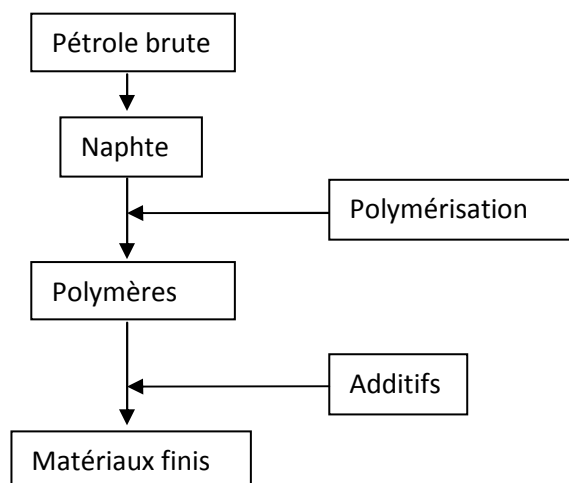 Pétrole brute
Naphte
Polymérisation
Polymères
Additifs
Matériaux finis